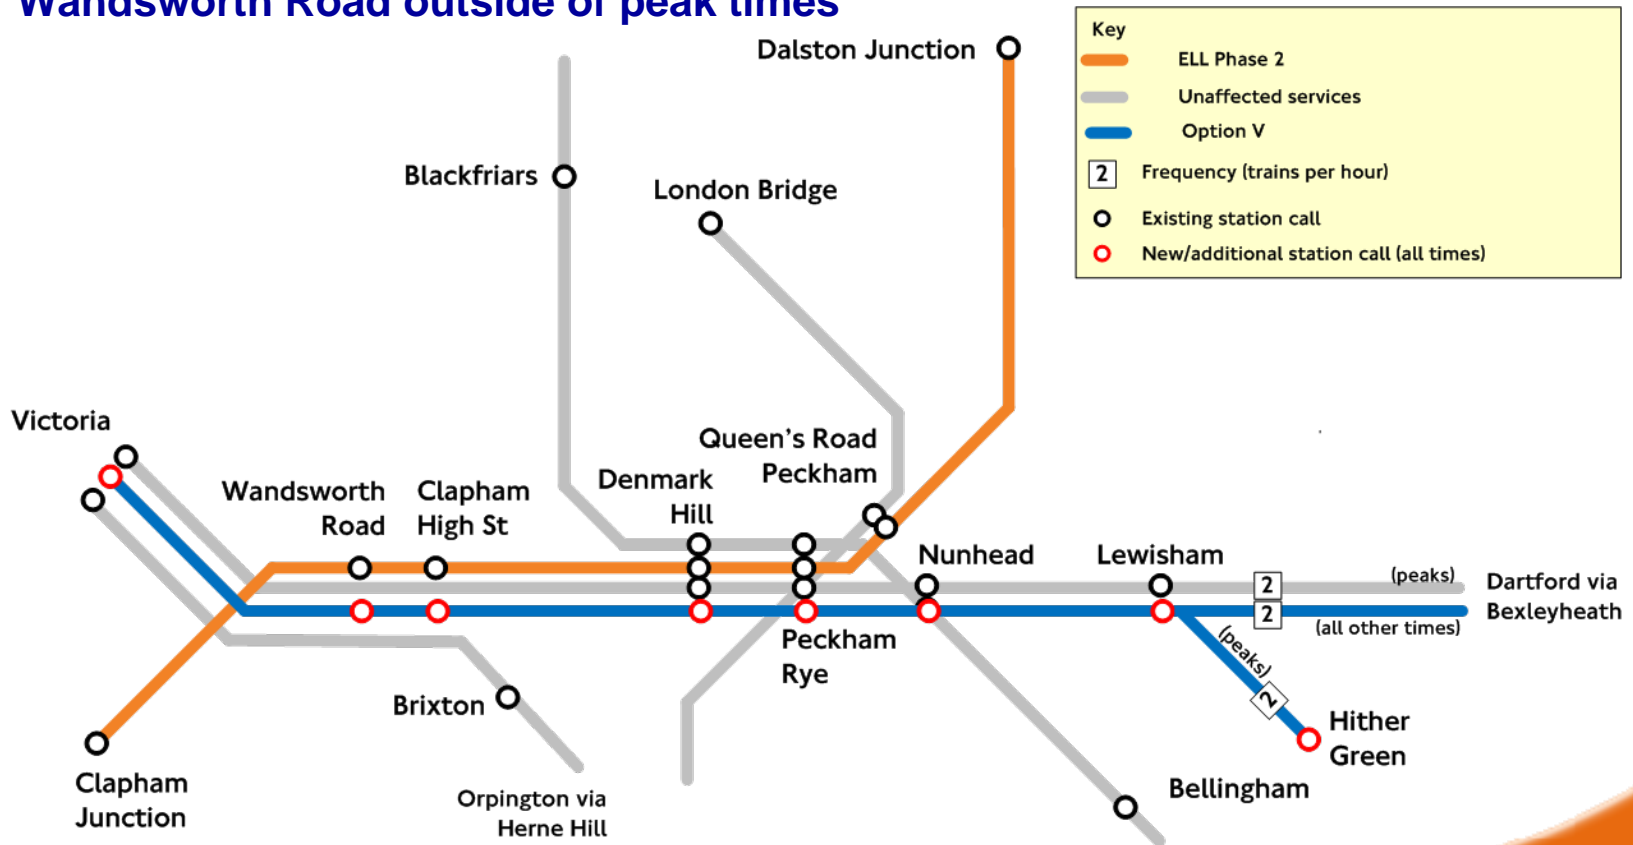 Wandsworth Road outside of peak times
Key
ELL Phase 2
Unaffected services
Option V
2
Frequency (trains per hour)
Existing station call
New/additional station call (all times)
Dalston Junction
Blackfriars
London Bridge
Victoria
Wandsworth
Road
Clapham
High St
Denmark
Hill
Queen's Road
Peckham
Nunhead
Lewisham
2
(peaks)
2
(all other times)
Dartford via
Bexleyheath
Peckham
Rye
(peaks)
2
Hither
Green
Brixton
Clapham
Junction
Orpington via
Herne Hill
Bellingham